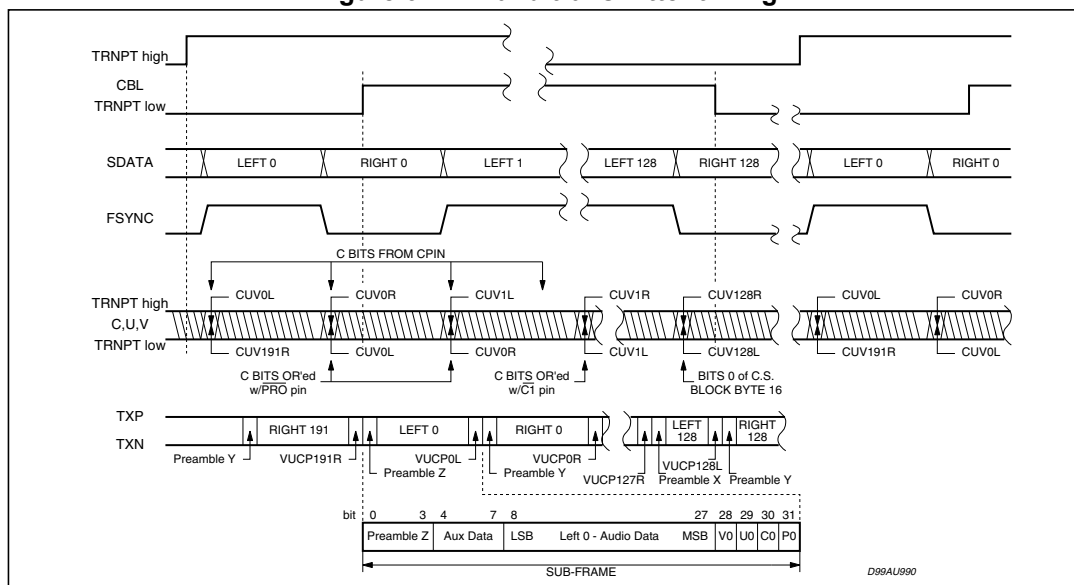 TRNPT high
CBL
TRNPT low
SDATA LEFT 0 RIGHT 0 LEFT 1 LEFT 128 RIGHT 128 LEFT 0 RIGHT 0
FSYNC
C BITS FROM CPIN
TRNPT high CUV0L CUV0R CUV1L CUV1R CUV128R CUV0L CUV0R
C,U,V
TRNPT low CUV191R CUV0L CUV0R CUV1L CUV128L CUV191R CUV0L
C BITS OR'ed w/PRO pin
C BITS OR'ed w/C1 pin
BITS 0 of C.S. BLOCK BYTE 16
TXP
TXN RIGHT 191 LEFT 0 RIGHT 0 LEFT 128 RIGHT 128
Preamble Y VUCP191R Preamble Z VUCP0L Preamble Y VUCP0R VUCP127R Preamble X VUCP128L Preamble Y
bit 0 3 4 7 8 27 28 29 30 31
Preamble Z Aux Data LSB Left 0 - Audio Data MSB V0 U0 C0 P0
SUB-FRAME
D99AU990